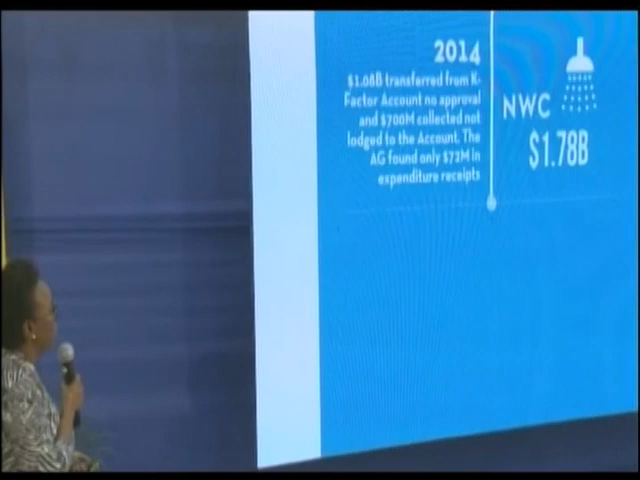 2014
$1.08B transferred from K-
Factor Account no approval
and $700M collected not
lodged to the Account. The
AG found only $72M in
expenditure receipts
NWC
$1.78B